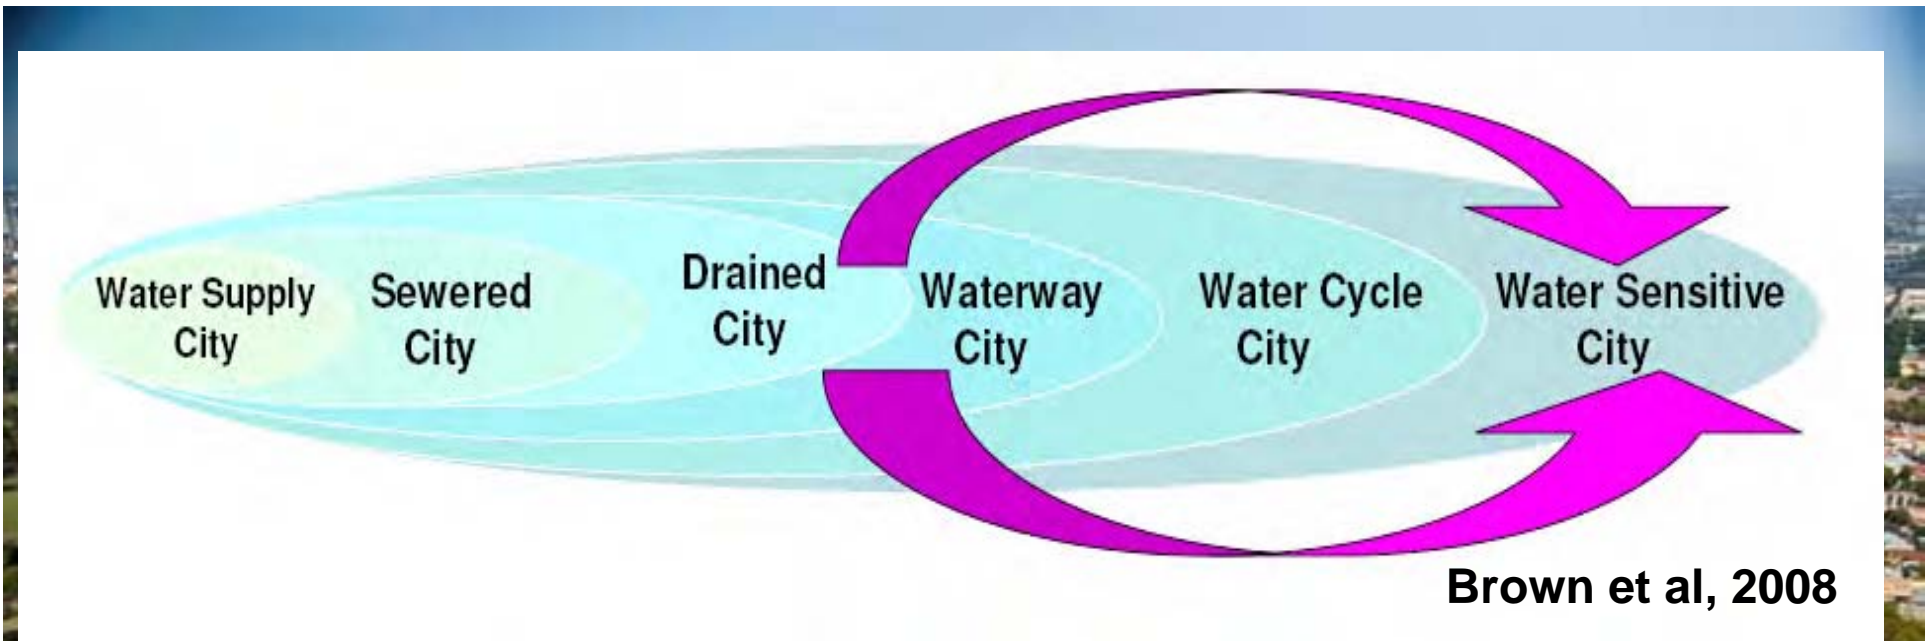 Water Supply
City
Sewered
City
Drained
City
Waterway
City
Water Cycle
City
Water Sensitive
City
Brown et al, 2008